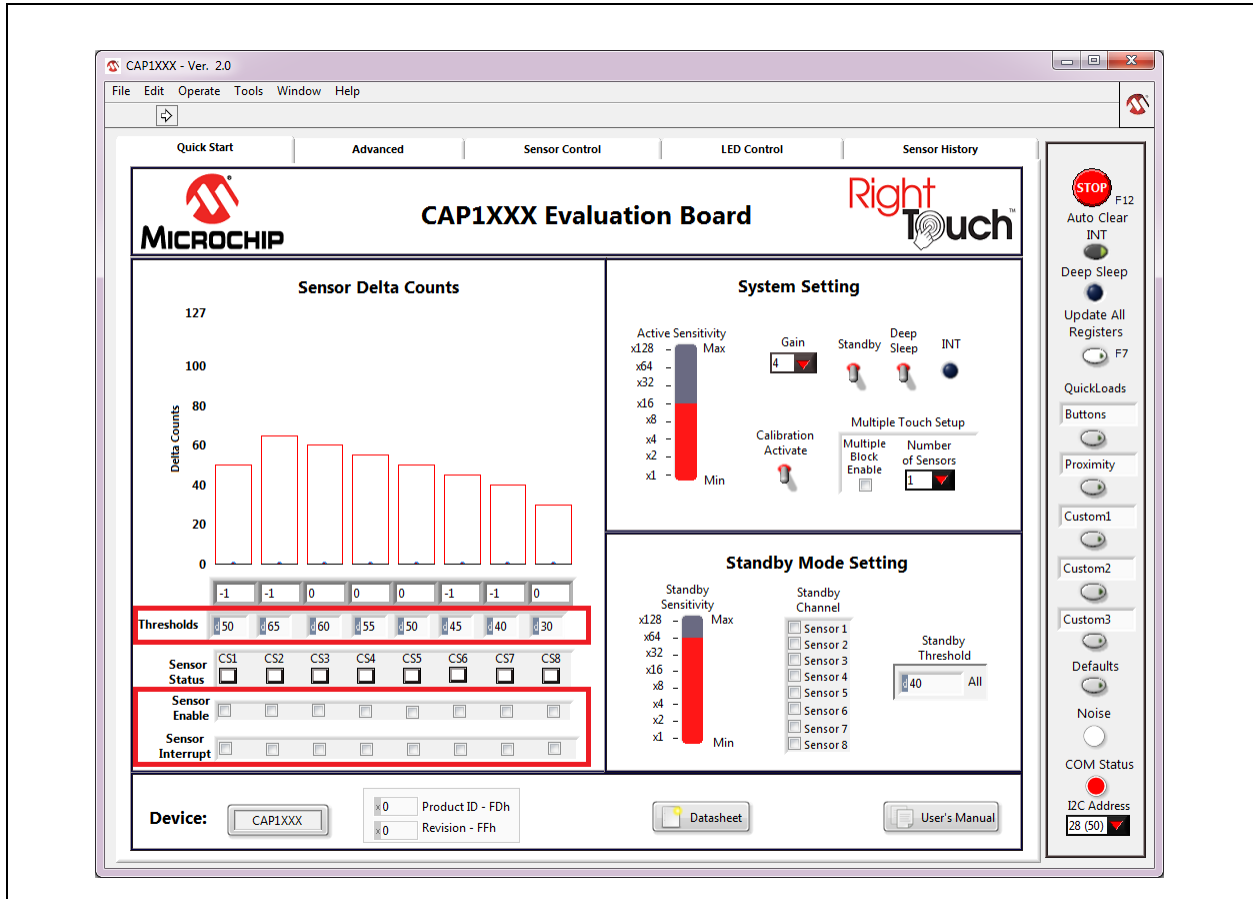 CAP1XXX - Ver. 2.0
File Edit Operate Tools Window Help
Quick Start Advanced Sensor Control LED Control Sensor History
MICROCHIP
CAP1XXX Evaluation Board
Right Touch™
Sensor Delta Counts
127
100
80
60
40
20
0
Delta Counts
-1 -1 0 0 0 -1 -1 0
Thresholds d 50 d 65 d 60 d 55 d 50 d 45 d 40 d 30
CS1 CS2 CS3 CS4 CS5 CS6 CS7 CS8
Sensor
Status
Sensor
Enable
Sensor
Interrupt
System Setting
Active Sensitivity
x128 Max
x64
x32
x16
x8
x4
x2
x1 Min
Gain
4
Standby
Deep
Sleep
INT
Calibration
Activate
Multiple Touch Setup
Multiple
Block
Enable
Number
of Sensors
1
Standby Mode Setting
Standby
Sensitivity
x128 Max
x64
x32
x16
x8
x4
x2
x1 Min
Standby
Channel
Sensor 1
Sensor 2
Sensor 3
Sensor 4
Sensor 5
Sensor 6
Sensor 7
Sensor 8
Standby
Threshold
d 40 All
Device: CAP1XXX
x 0 Product ID - FDh
x 0 Revision - FFh
Datasheet
User's Manual
STOP F12
Auto Clear
INT
Deep Sleep
Update All
Registers
F7
QuickLoads
Buttons
Proximity
Custom1
Custom2
Custom3
Defaults
Noise
COM Status
I2C Address
28 (50)